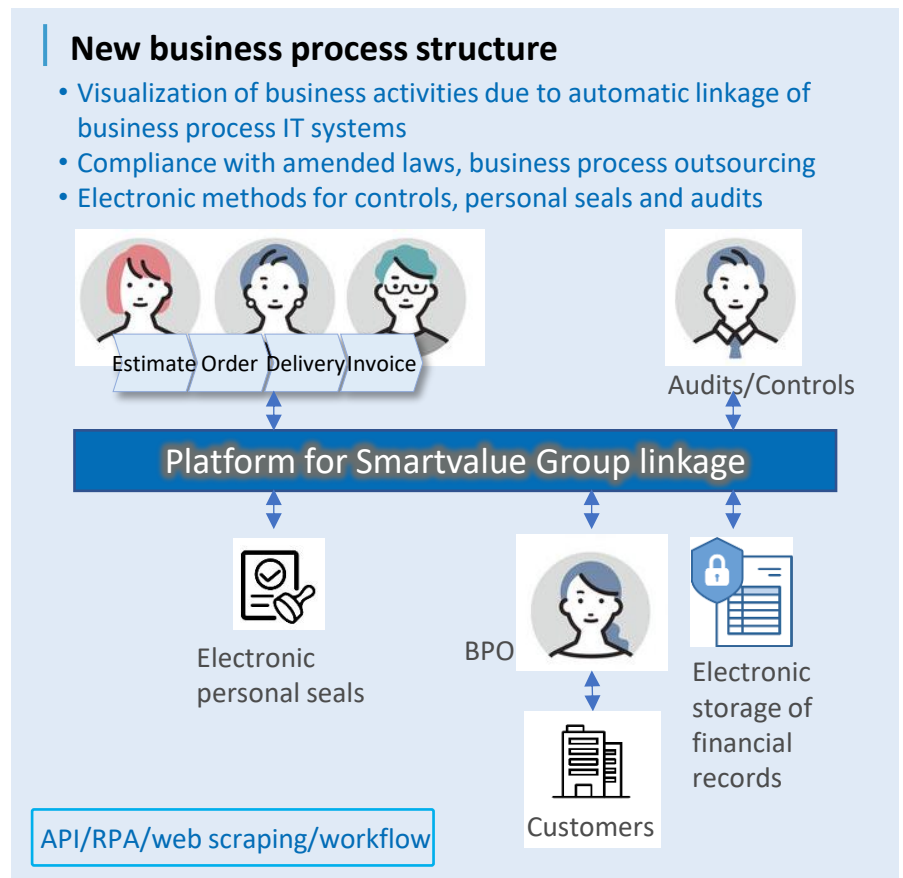 New business process structure
• Visualization of business activities due to automatic linkage of
business process IT systems
• Compliance with amended laws, business process outsourcing
• Electronic methods for controls, personal seals and audits
Estimate Order Delivery Invoice
Audits/Controls
Platform for Smartvalue Group linkage
Electronic
personal seals
BPO
Electronic
storage of
financial
records
Customers
API/RPA/web scraping/workflow